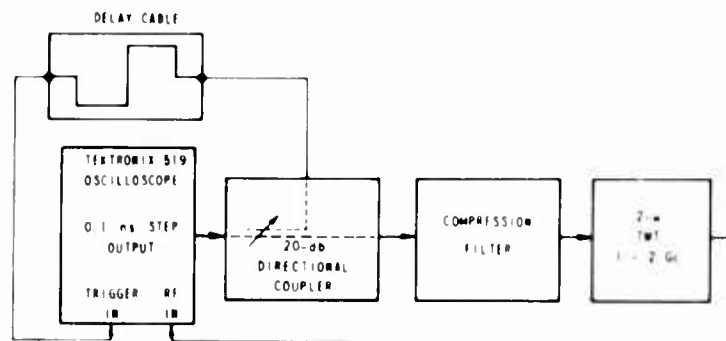 DELAY CABLE
TEKTRONIX 519
OSCILLOSCOPE
0.1 ns STEP
OUTPUT
TRIGGER RF
IN IN
20-db
DIRECTIONAL
COUPLER
COMPRESSION
FILTER
2-w
TWT
1 - 2 Gc